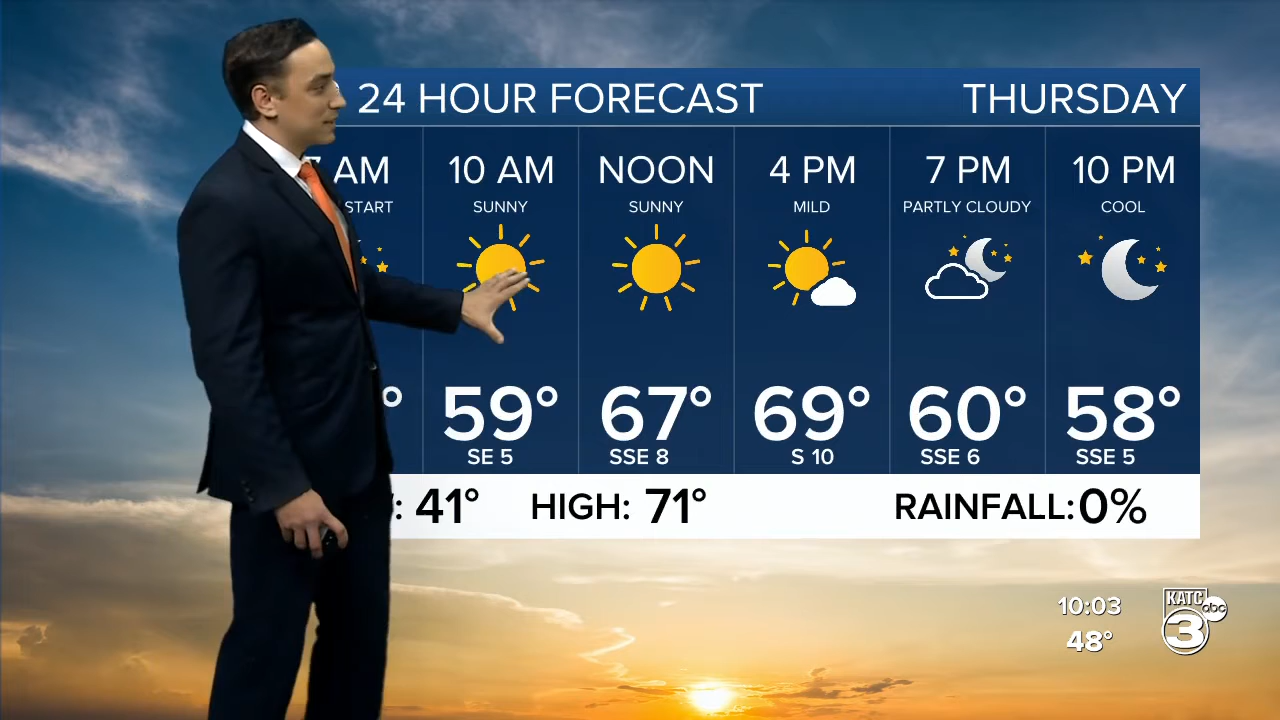 24 HOUR FORECAST THURSDAY
AM 10 AM NOON 4 PM 7 PM 10 PM
START SUNNY SUNNY MILD PARTLY CLOUDY COOL
59° 67° 69° 60° 58°
SE 5 SSE 8 S 10 SSE 6 SSE 5
: 41° HIGH: 71° RAINFALL: 0%
10:03
48°
KATC
abc
3